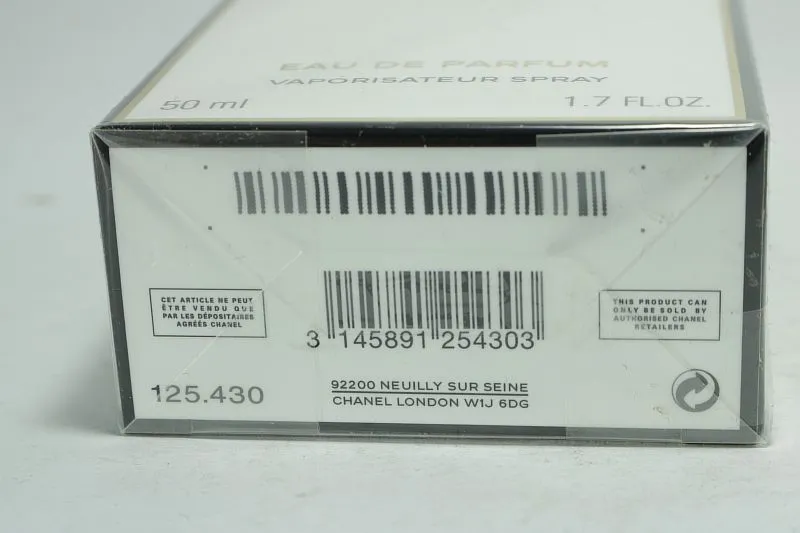 EAU DE PARFUM
VAPORISATEUR SPRAY
50 ml
1.7 FL.OZ.
CET ARTICLE NE PEUT
ÊTRE VENDU QUE
PAR LES DÉPOSITAIRES
AGRÉÉS CHANEL
THIS PRODUCT CAN
ONLY BE SOLD BY
AUTHORISED CHANEL
RETAILERS
3 145891 254303
125.430
92200 NEUILLY SUR SEINE
CHANEL LONDON W1J 6DG